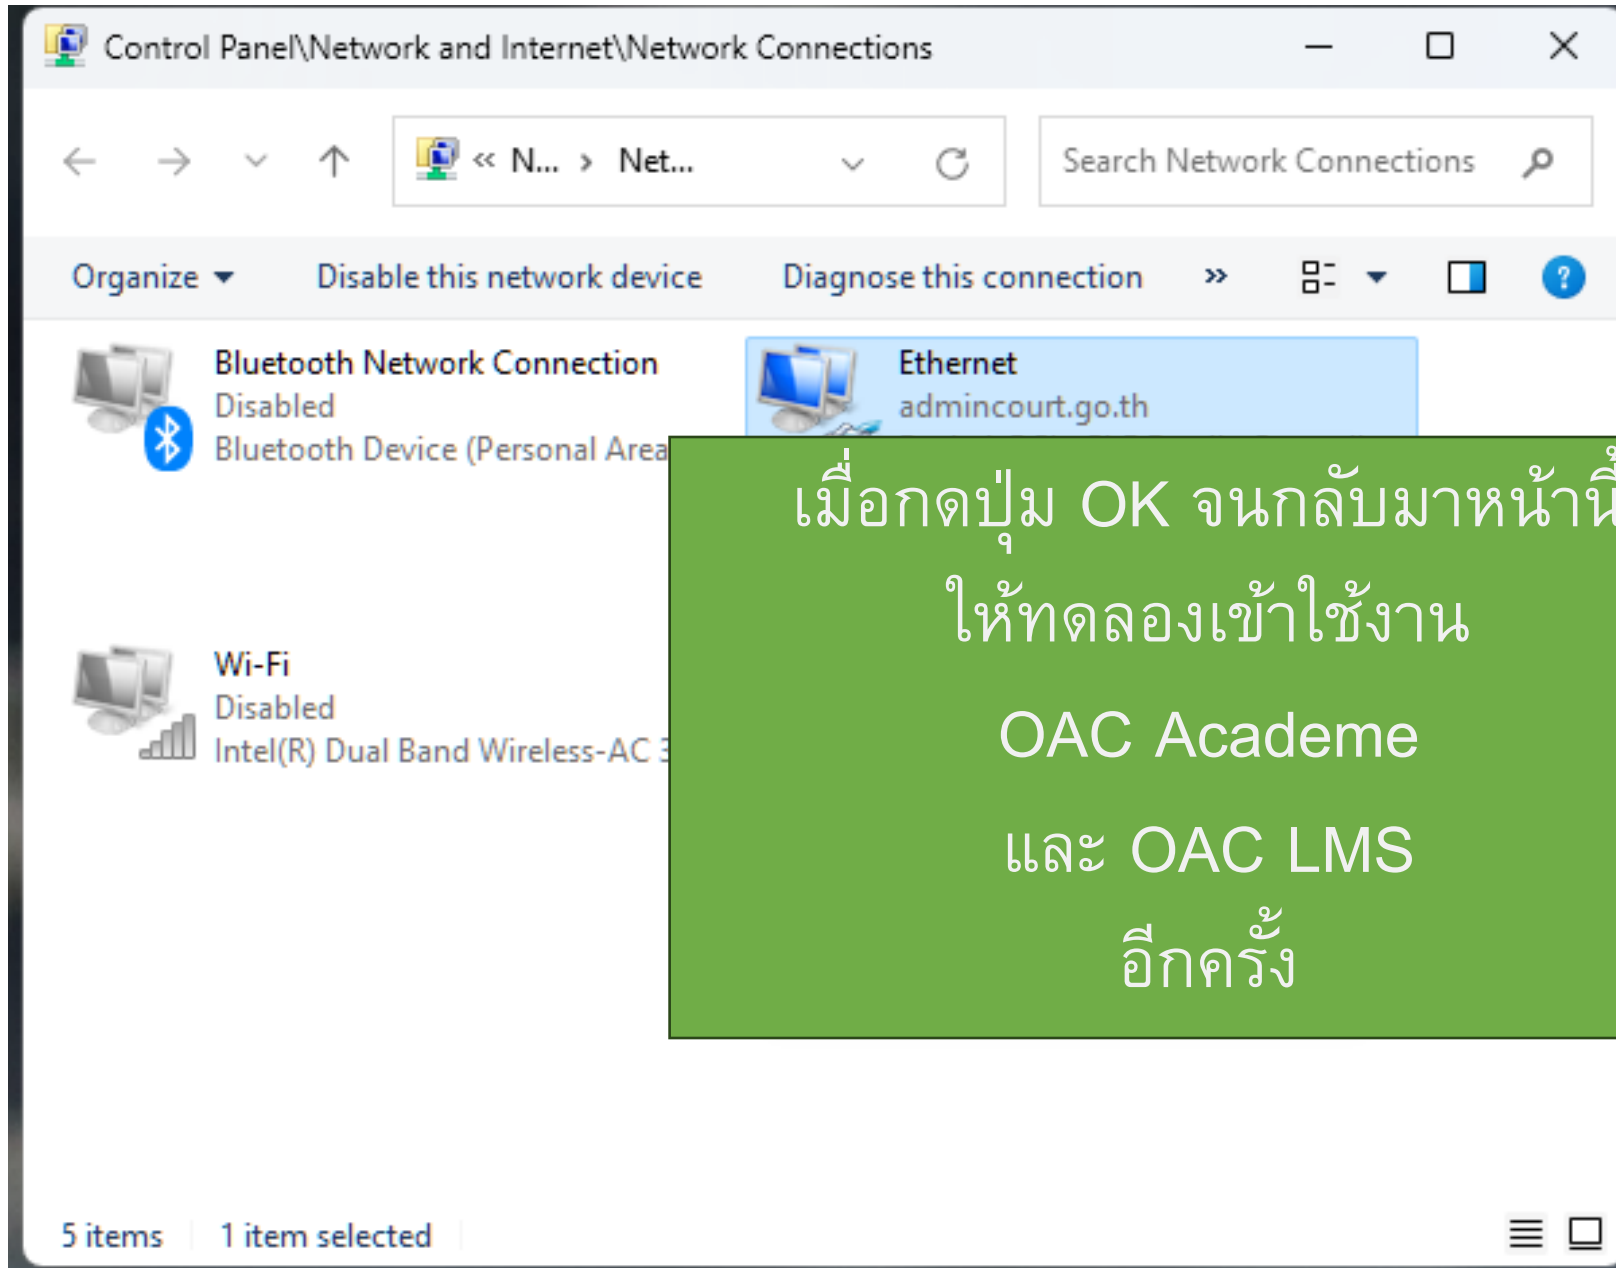 Control Panel\Network and Internet\Network Connections
« N... › Net...
Search Network Connections
Organize
Disable this network device
Diagnose this connection
»
Bluetooth Network Connection
Disabled
Bluetooth Device (Personal Area
Ethernet
admincourt.go.th
Wi-Fi
Disabled
Intel(R) Dual Band Wireless-AC
เมื่อกดปุ่ม OK จนกลับมาหน้านี้
ให้ทดลองเข้าใช้งาน
OAC Academe
และ OAC LMS
อีกครั้ง
5 items
1 item selected